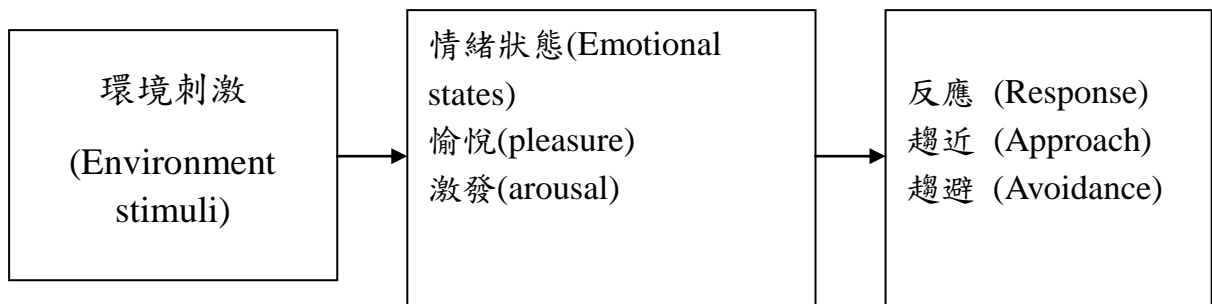 環境刺激
(Environment
stimuli)
情緒狀態(Emotional
states)
愉悅(pleasure)
激發(arousal)
反應 (Response)
趨近 (Approach)
趨避 (Avoidance)